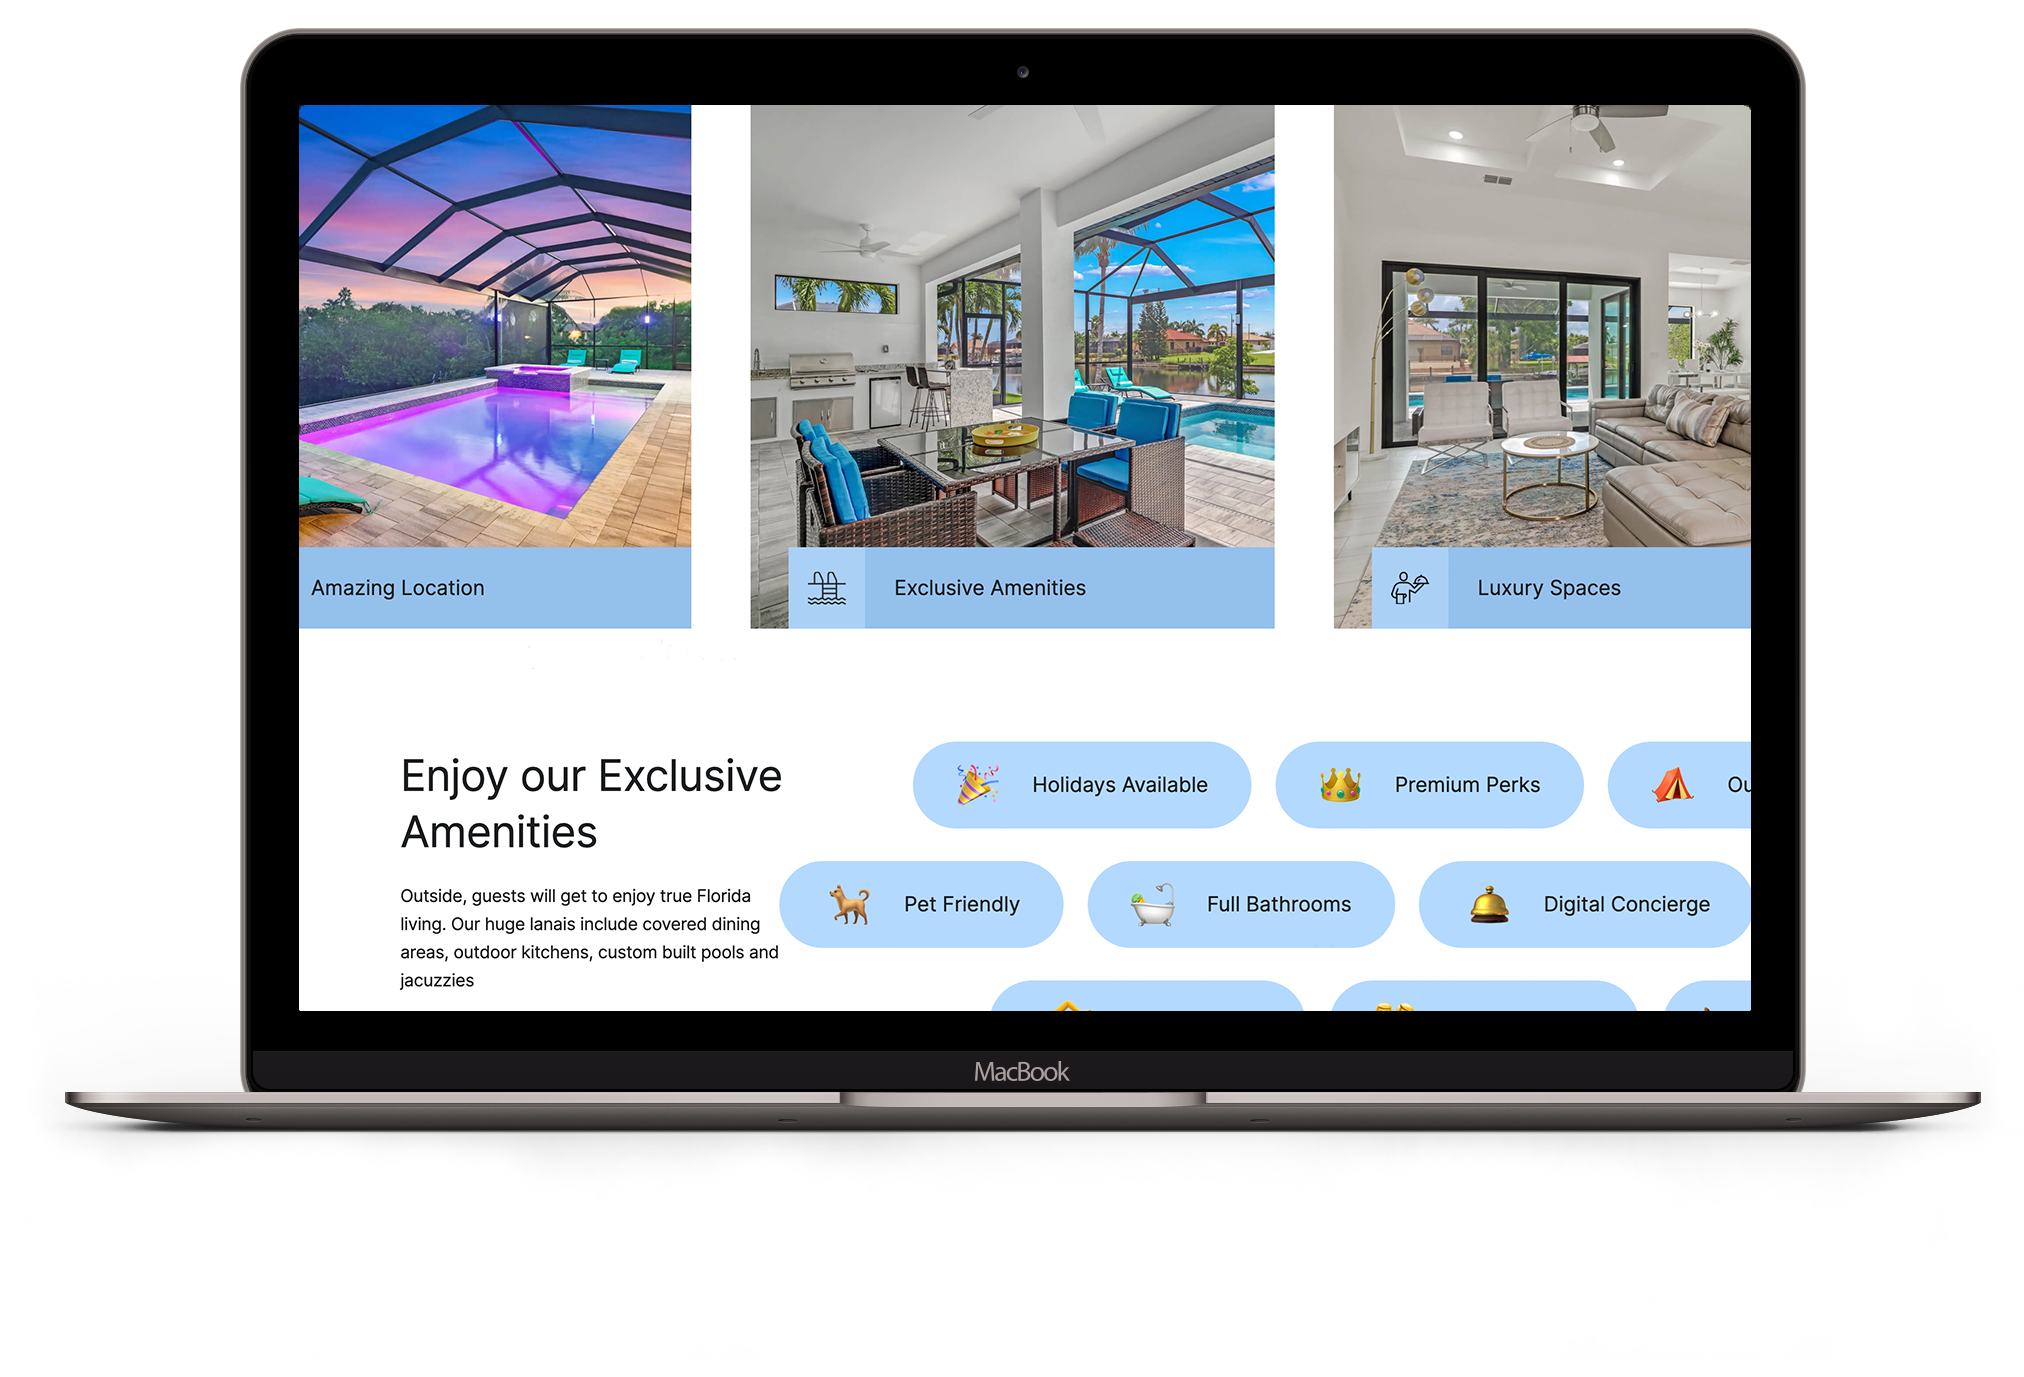 Amazing Location
Exclusive Amenities
Luxury Spaces
Enjoy our Exclusive
Amenities
Outside, guests will get to enjoy true Florida
living. Our huge lanais include covered dining
areas, outdoor kitchens, custom built pools and
jacuzzies
Holidays Available
Premium Perks
Pet Friendly
Full Bathrooms
Digital Concierge
MacBook